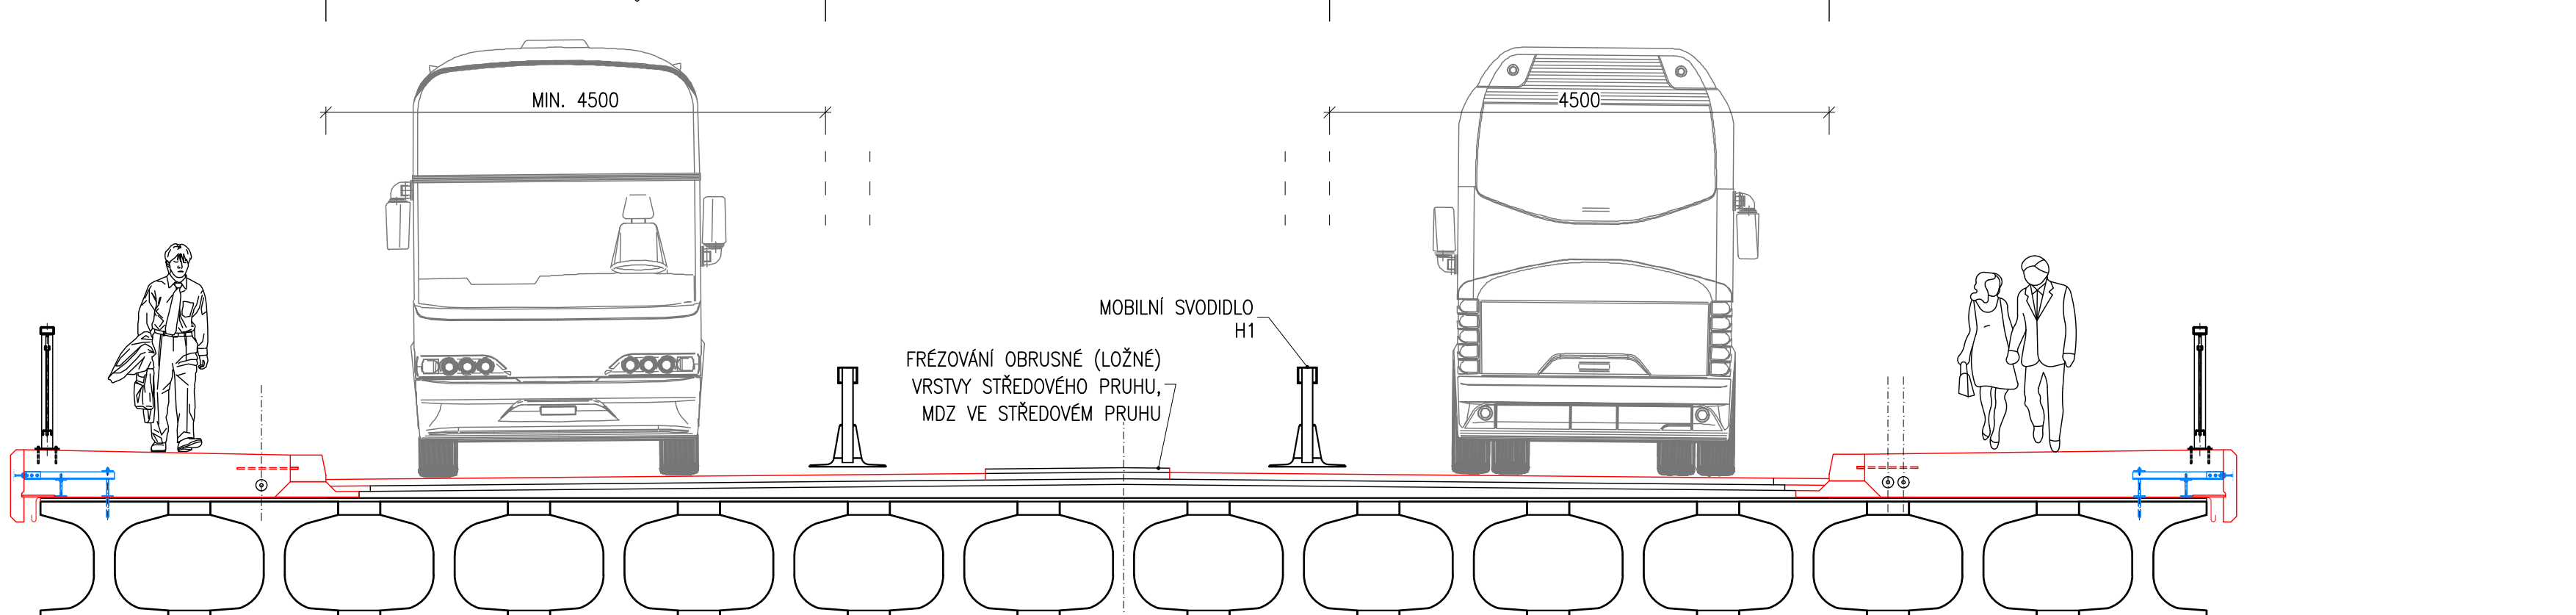 MIN. 4500
4500
MOBILNÍ SVODIDLO
H1
FRÉZOVÁNÍ OBRUSNÉ (LOŽNÉ)
VRSTVY STŘEDOVÉHO PRUHU,
MDZ VE STŘEDOVÉM PRUHU